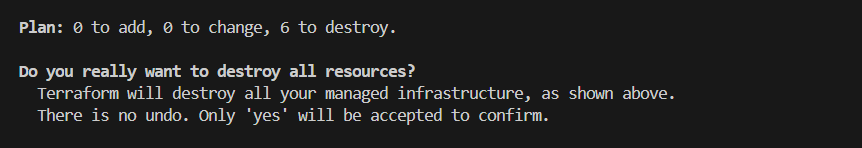 Plan: 0 to add, 0 to change, 6 to destroy.
Do you really want to destroy all resources?
Terraform will destroy all your managed infrastructure, as shown above.
There is no undo. Only 'yes' will be accepted to confirm.